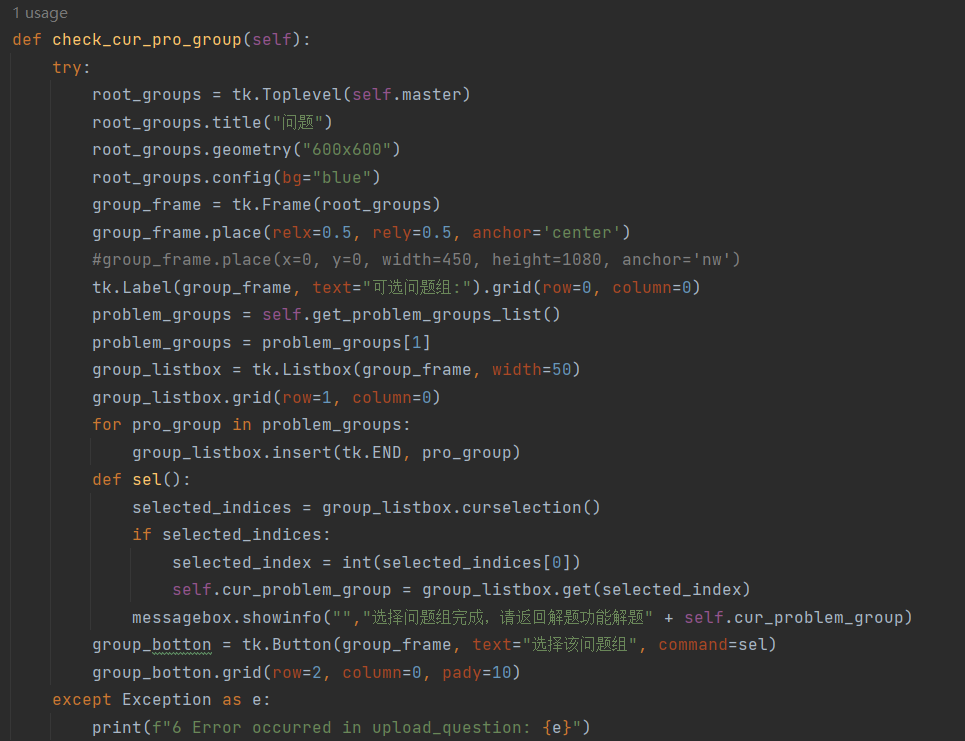 1 usage
def check_cur_pro_group(self):
    try:
        root_groups = tk.Toplevel(self.master)
        root_groups.title("问题")
        root_groups.geometry("600x600")
        root_groups.config(bg="blue")
        group_frame = tk.Frame(root_groups)
        group_frame.place(relx=0.5, rely=0.5, anchor='center')
        #group_frame.place(x=0, y=0, width=450, height=1080, anchor='nw')
        tk.Label(group_frame, text="可选问题组:").grid(row=0, column=0)
        problem_groups = self.get_problem_groups_list()
        problem_groups = problem_groups[1]
        group_listbox = tk.Listbox(group_frame, width=50)
        group_listbox.grid(row=1, column=0)
        for pro_group in problem_groups:
            group_listbox.insert(tk.END, pro_group)
        def sel():
            selected_indices = group_listbox.curselection()
            if selected_indices:
                selected_index = int(selected_indices[0])
                self.cur_problem_group = group_listbox.get(selected_index)
            messagebox.showinfo("","选择问题组完成，请返回解题功能解题" + self.cur_problem_group)
        group_botton = tk.Button(group_frame, text="选择该问题组", command=sel)
        group_botton.grid(row=2, column=0, pady=10)
    except Exception as e:
        print(f"6 Error occurred in upload_question: {e}")